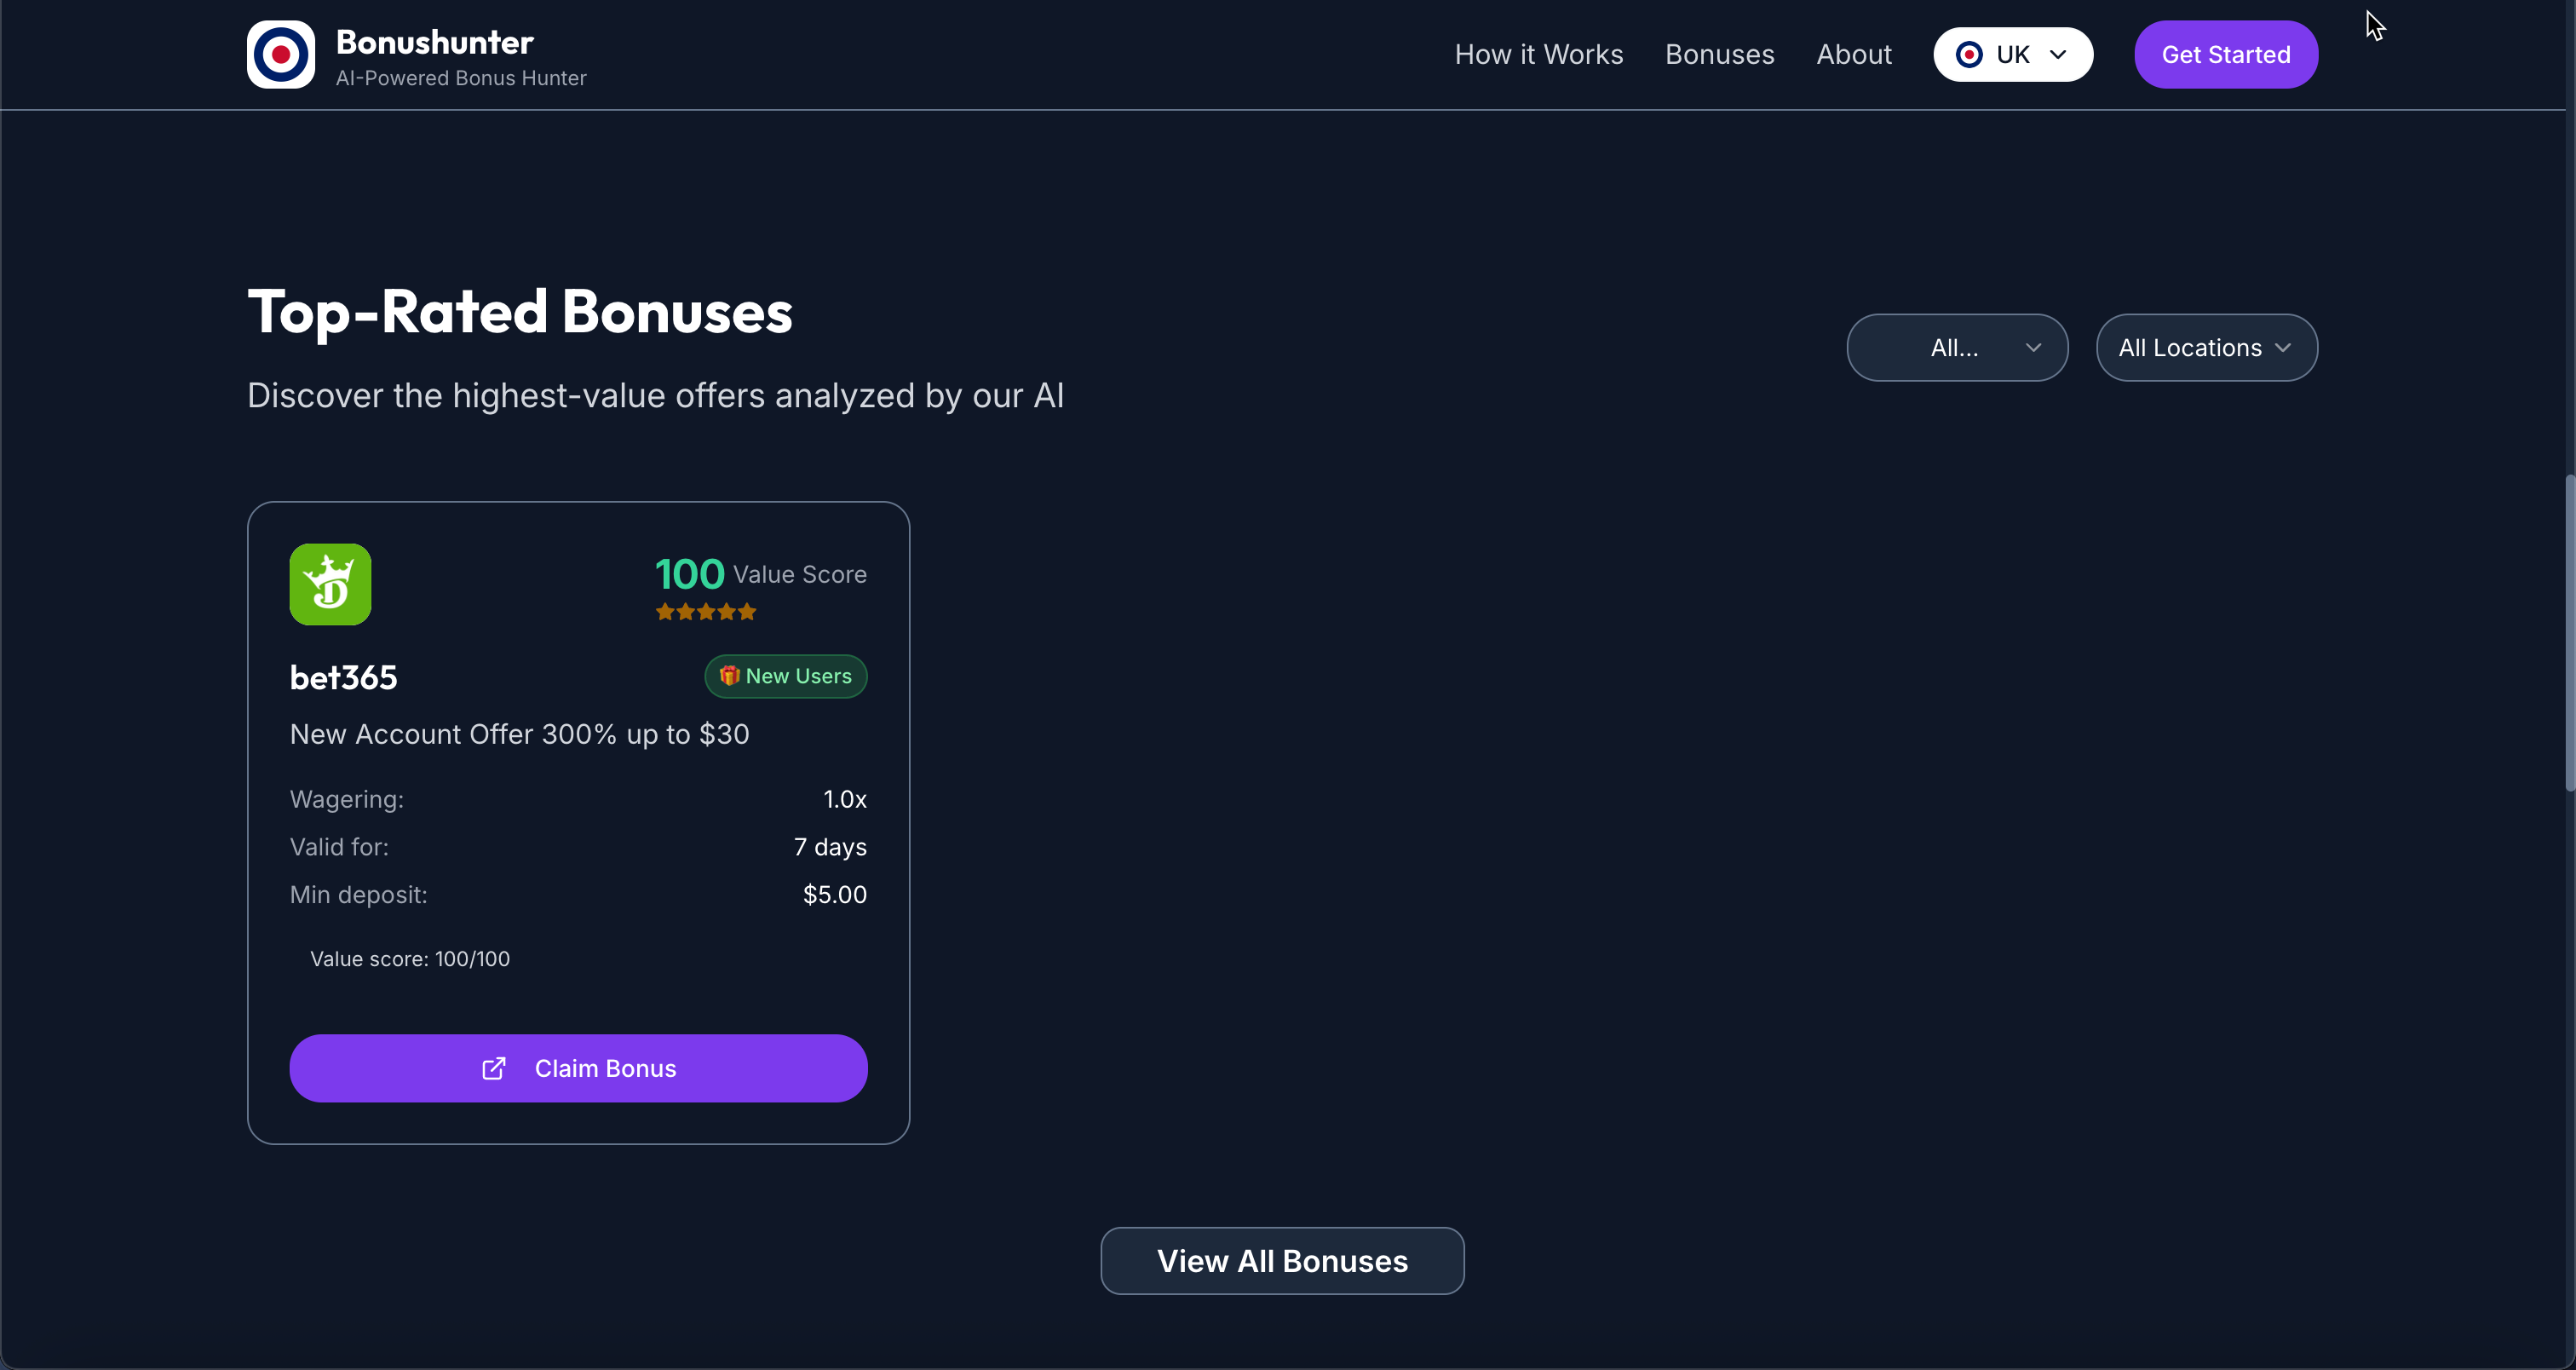 Bonushunter
AI-Powered Bonus Hunter
How it Works
Bonuses
About
UK
Get Started
Top-Rated Bonuses
Discover the highest-value offers analyzed by our AI
All...
All Locations
D
100 Value Score
bet365
🎁 New Users
New Account Offer 300% up to $30
Wagering: 1.0x
Valid for: 7 days
Min deposit: $5.00
Value score: 100/100
Claim Bonus
View All Bonuses